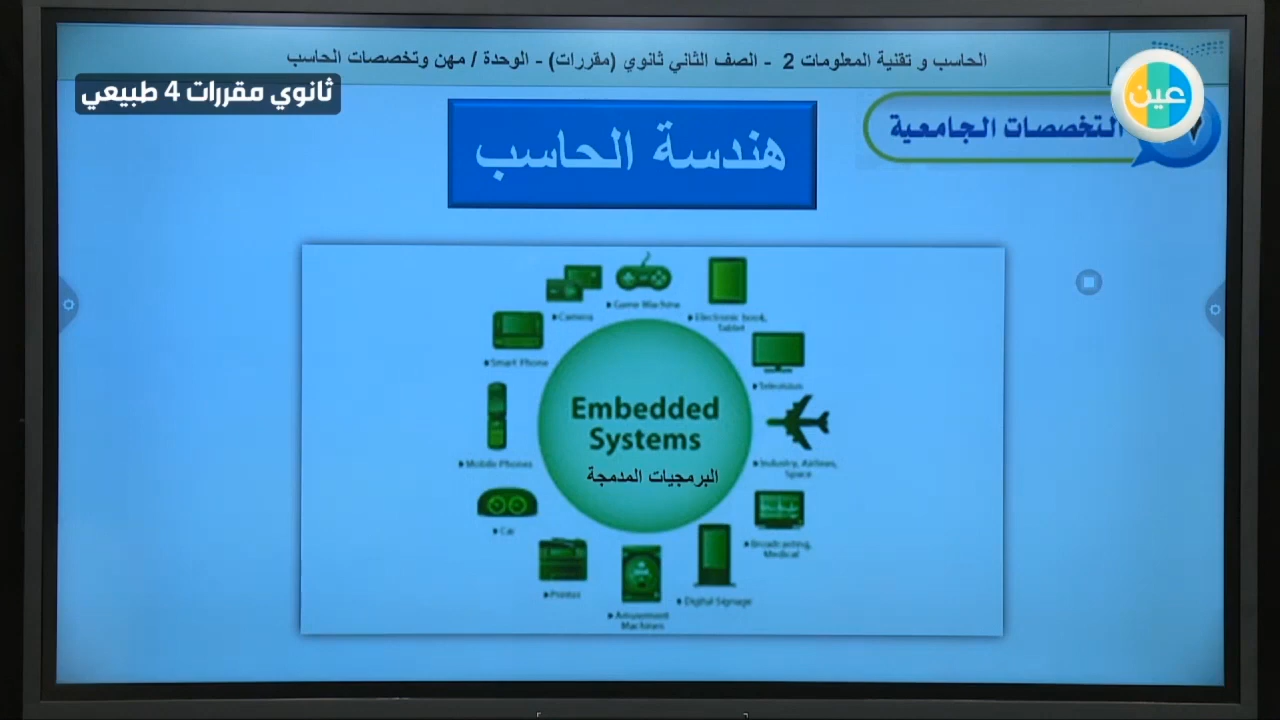 الحاسب و تقنية المعلومات 2 - الصف الثاني ثانوي (مقررات) - الوحدة / مهن وتخصصات الحاسب
ثانوي مقررات 4 طبيعي
عين
التخصصات الجامعية
هندسة الحاسب
Game Machine
Camera
Electronic book,
Tablet
Smart Phone
Television
Embedded
Systems
البرمجيات المدمجة
Mobile Phones
Industry, Airlines,
Space
Car
Broadcasting,
Medical
Printer
Digital Signage
Amusement
Machines